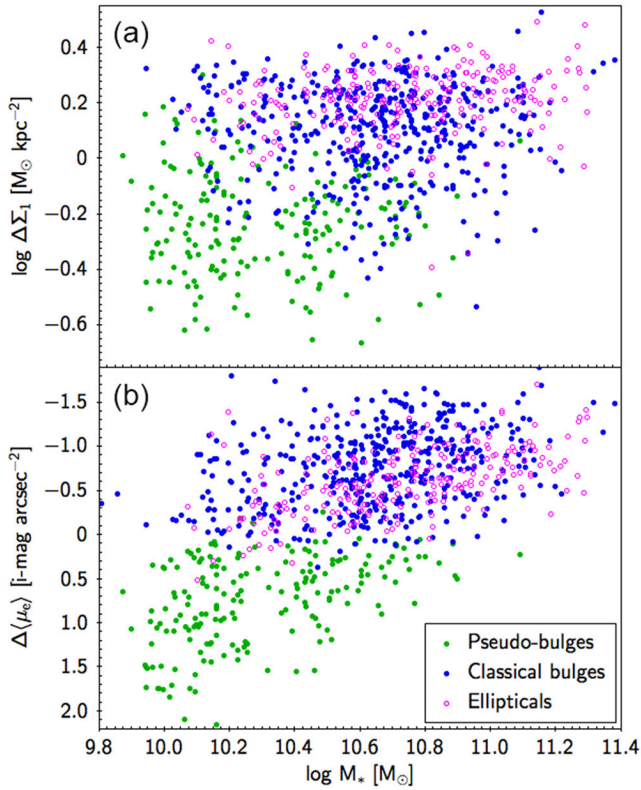 (a)
0.4
0.2
0
−0.2
−0.4
−0.6
log ΔΣ₁ [M⊙ kpc⁻²]
(b)
−1.5
−1.0
−0.5
0
0.5
1.0
1.5
2.0
Δ⟨μₑ⟩ [i-mag arcsec⁻²]
Pseudo-bulges
Classical bulges
Ellipticals
9.8 10.0 10.2 10.4 10.6 10.8 11.0 11.2 11.4
log M* [M⊙]